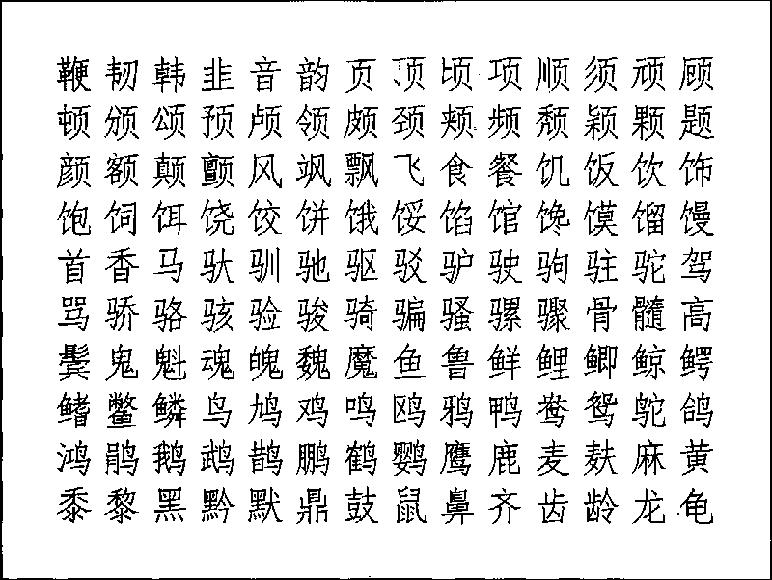 鞭韧韩韭音韵页顶顷项顺须顽顾
顿颁颂预颅领颇颈颊频颓颖颗题
颜额颠颤风飒飘飞食餐饥饭饮饰
饱饲饵饶饺饼饿馁馅馆馋馍馏馒
首香马驮驯驰驱驳驴驶驹驻驼驾
骂骄骆骇验骏骑骗骚骡骤骨髓高
鬓鬼魁魂魄魏魔鱼鲁鲜鲤鲫鲸鳄
鳍鳖鳞鸟鸠鸡鸣鸥鸦鸭鸯鸳鸵鸽
鸿鹃鹅鹉鹊鹏鹤鹦鹰鹿麦麸麻黄
黍黎黑黔默鼎鼓鼠鼻齐齿龄龙龟